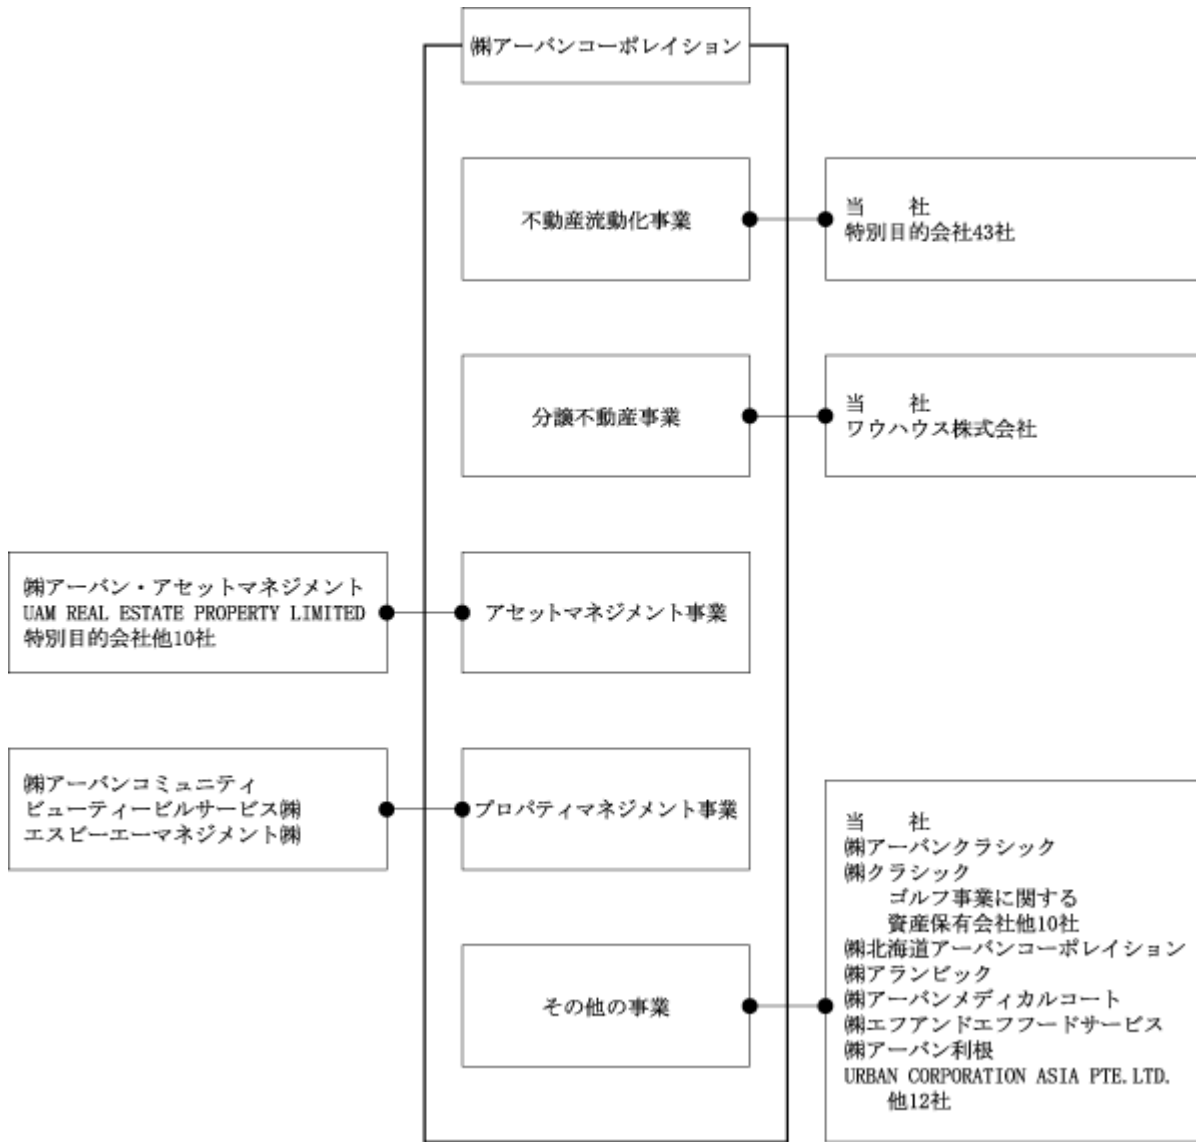 ㈱アーバンコーポレイション
不動産流動化事業
当　　社
特別目的会社43社
分譲不動産事業
当　　社
ワウハウス株式会社
㈱アーバン・アセットマネジメント
UAM REAL ESTATE PROPERTY LIMITED
特別目的会社他10社
アセットマネジメント事業
㈱アーバンコミュニティ
ビューティービルサービス㈱
エスピーエーマネジメント㈱
プロパティマネジメント事業
その他の事業
当　　社
㈱アーバンクラシック
㈱クラシック
ゴルフ事業に関する
資産保有会社他10社
㈱北海道アーバンコーポレイション
㈱アランビック
㈱アーバンメディカルコート
㈱エフアンドエフフードサービス
㈱アーバン利根
URBAN CORPORATION ASIA PTE.LTD.
他12社